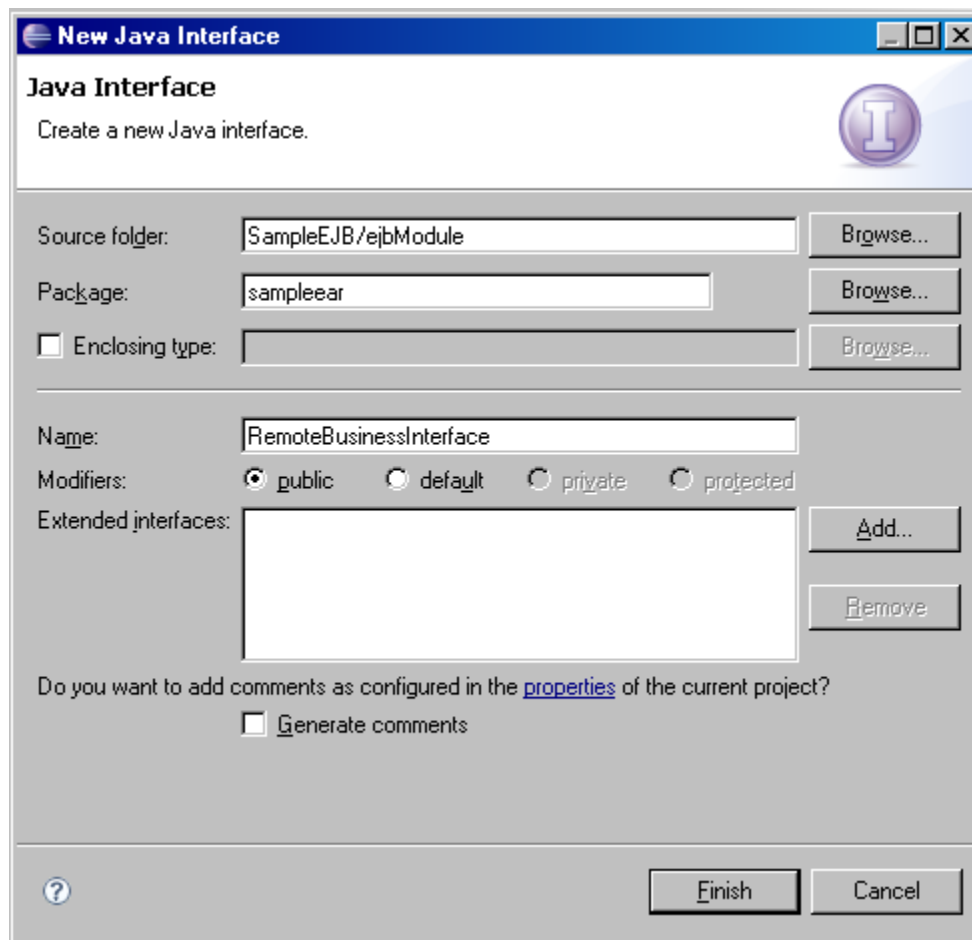 New Java Interface
Java Interface
Create a new Java interface.
Source folder: SampleEJB/ejbModule Browse...
Package: sampleear Browse...
Enclosing type: Browse...
Name: RemoteBusinessInterface
Modifiers: public default private protected
Extended interfaces: Add...
Remove
Do you want to add comments as configured in the properties of the current project?
Generate comments
Finish Cancel